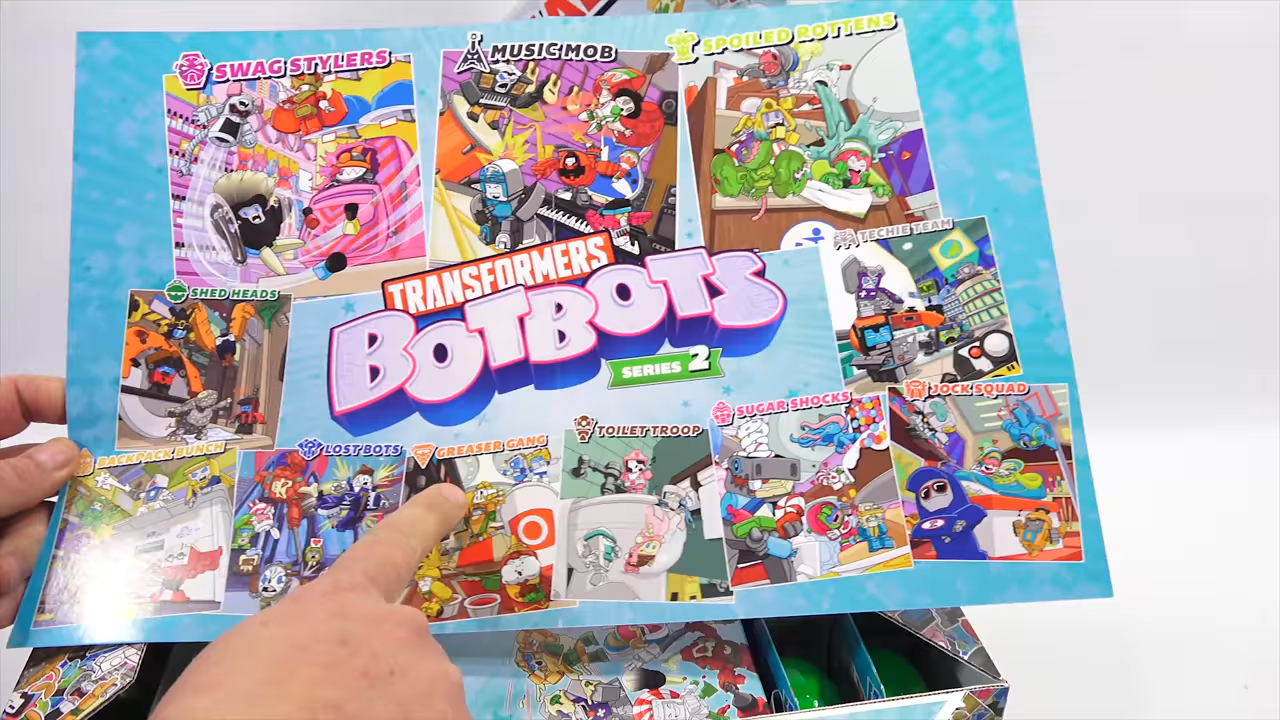 SWAG STYLERS
MUSIC MOB
SPOILED ROTTENS
TECHIE TEAM
SHED HEADS
TRANSFORMERS
BOTBOTS
SERIES 2
BACKPACK BUNCH
LOST BOTS
GREASER GANG
TOILET TROOP
SUGAR SHOCKS
JOCK SQUAD